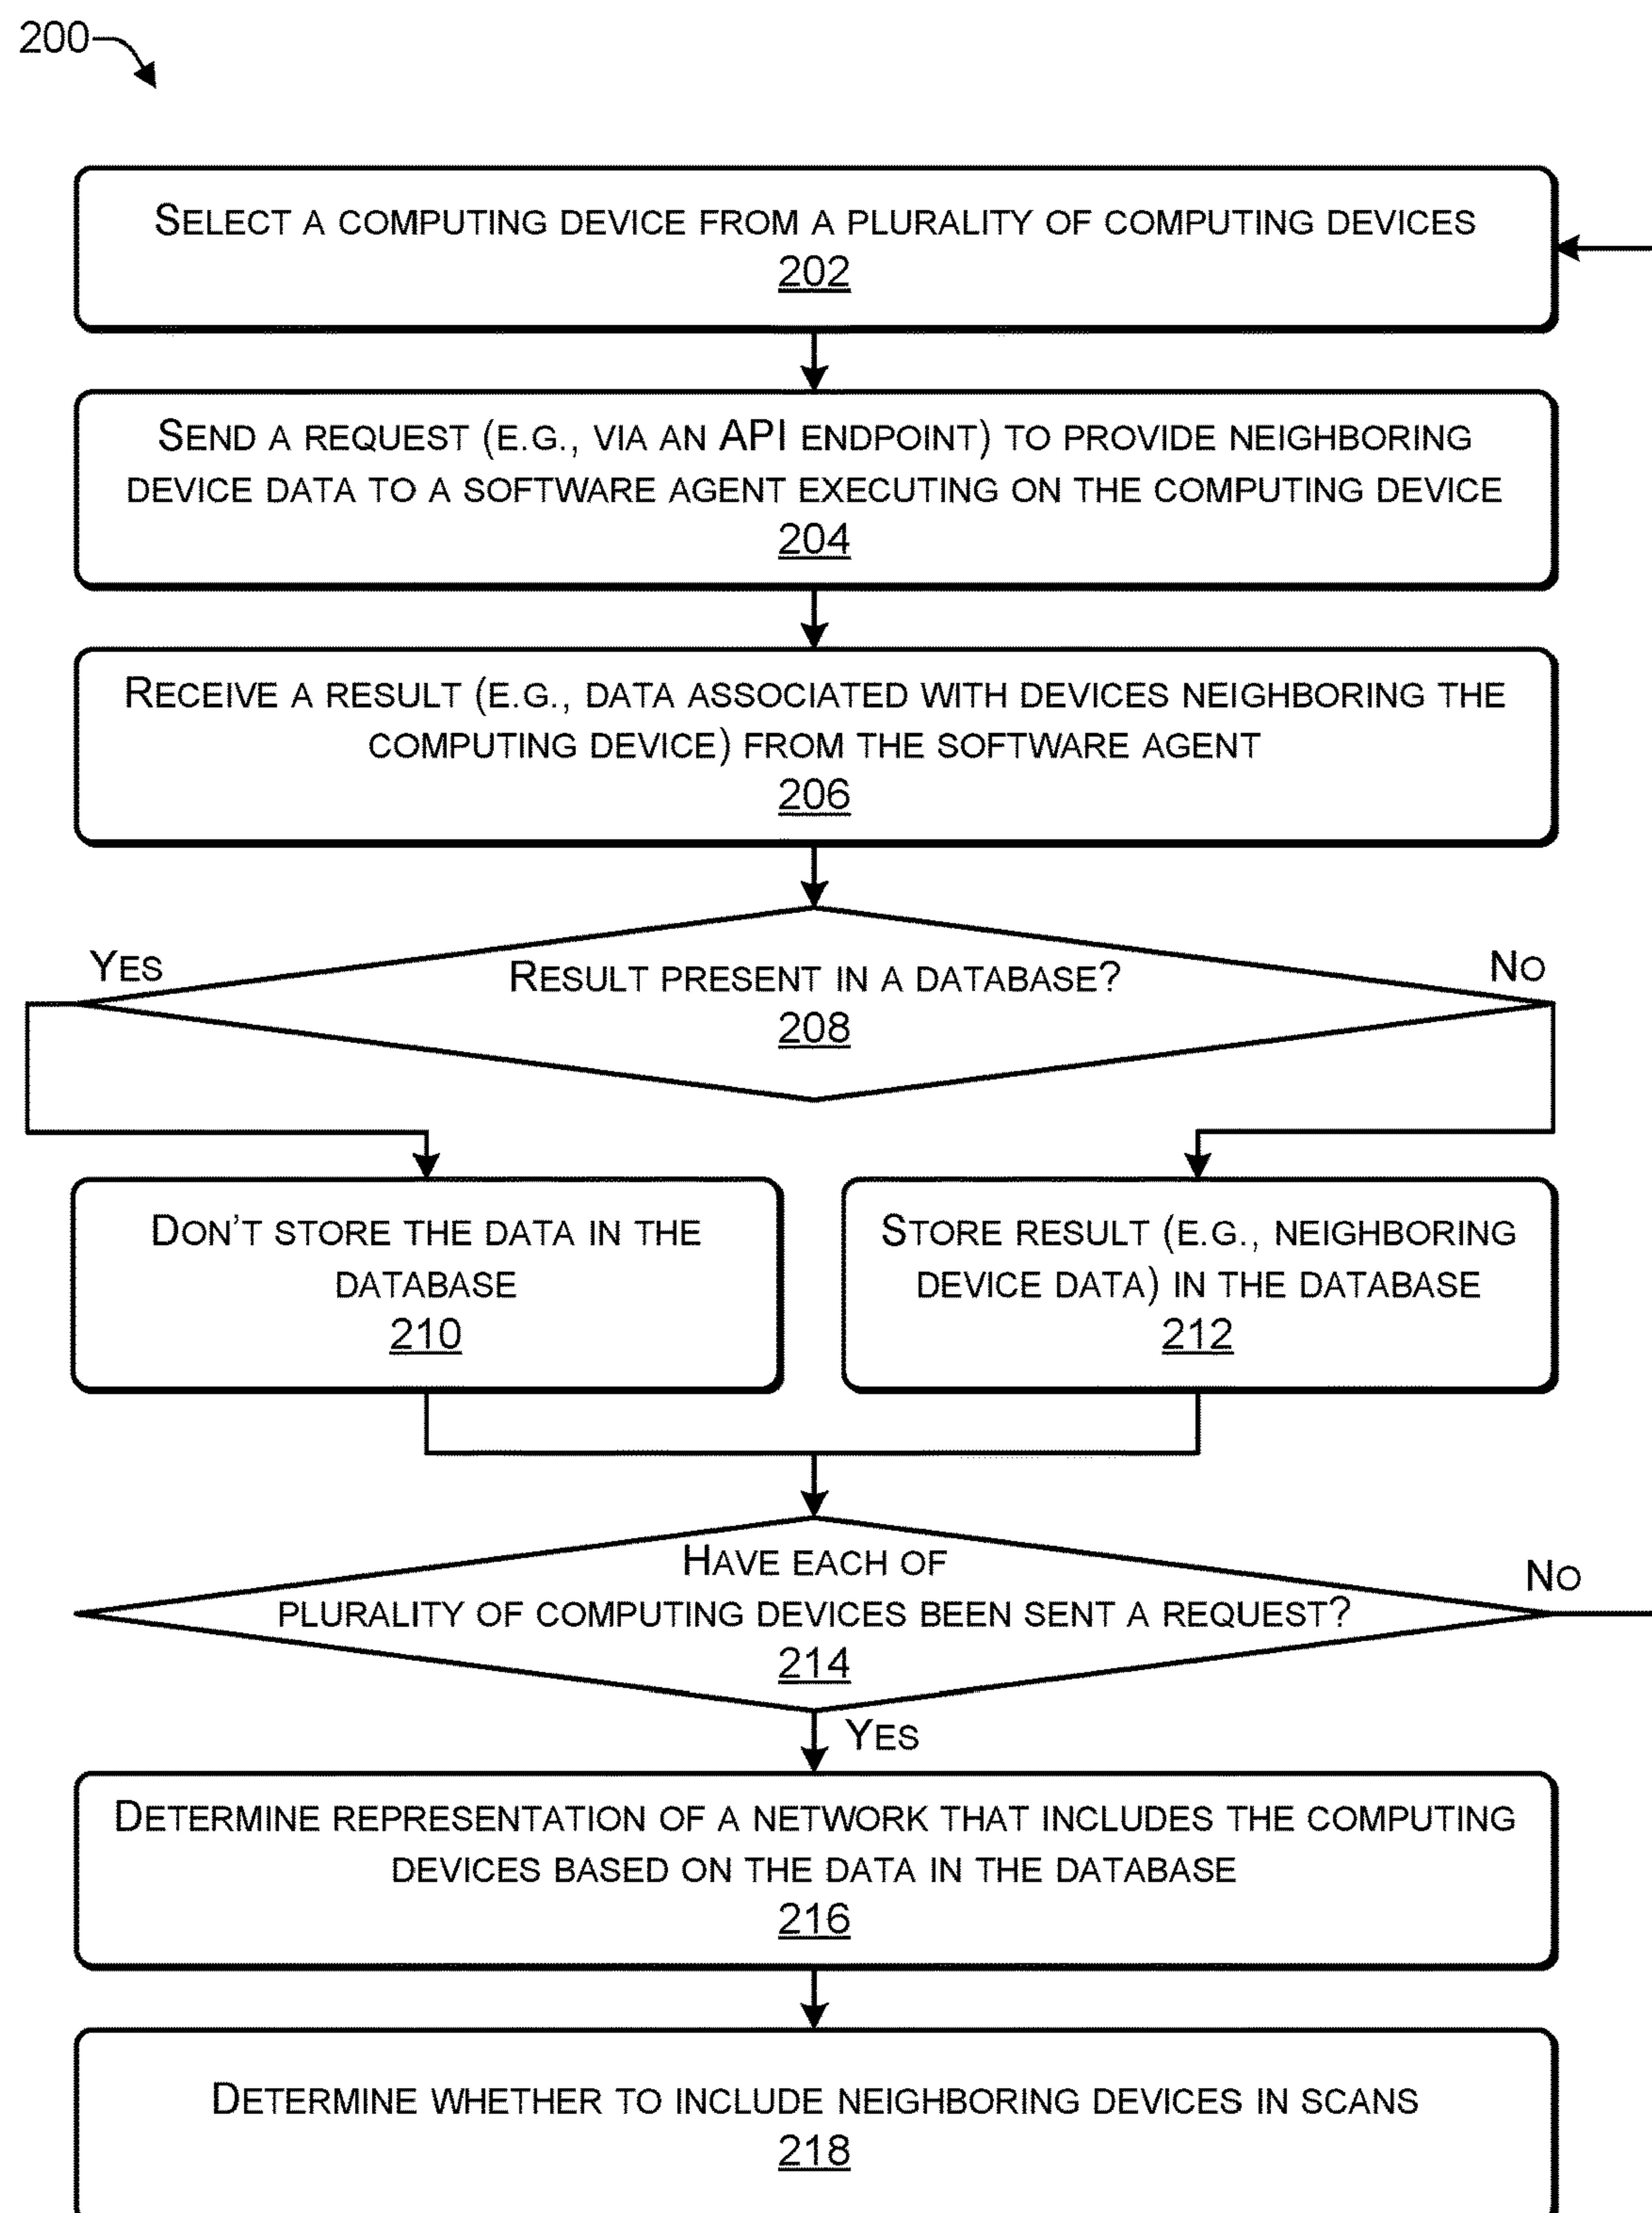 200
SELECT A COMPUTING DEVICE FROM A PLURALITY OF COMPUTING DEVICES
202
SEND A REQUEST (E.G., VIA AN API ENDPOINT) TO PROVIDE NEIGHBORING
DEVICE DATA TO A SOFTWARE AGENT EXECUTING ON THE COMPUTING DEVICE
204
RECEIVE A RESULT (E.G., DATA ASSOCIATED WITH DEVICES NEIGHBORING THE
COMPUTING DEVICE) FROM THE SOFTWARE AGENT
206
YES
RESULT PRESENT IN A DATABASE?
NO
208
DON'T STORE THE DATA IN THE
DATABASE
210
STORE RESULT (E.G., NEIGHBORING
DEVICE DATA) IN THE DATABASE
212
HAVE EACH OF
PLURALITY OF COMPUTING DEVICES BEEN SENT A REQUEST?
214
NO
YES
DETERMINE REPRESENTATION OF A NETWORK THAT INCLUDES THE COMPUTING
DEVICES BASED ON THE DATA IN THE DATABASE
216
DETERMINE WHETHER TO INCLUDE NEIGHBORING DEVICES IN SCANS
218